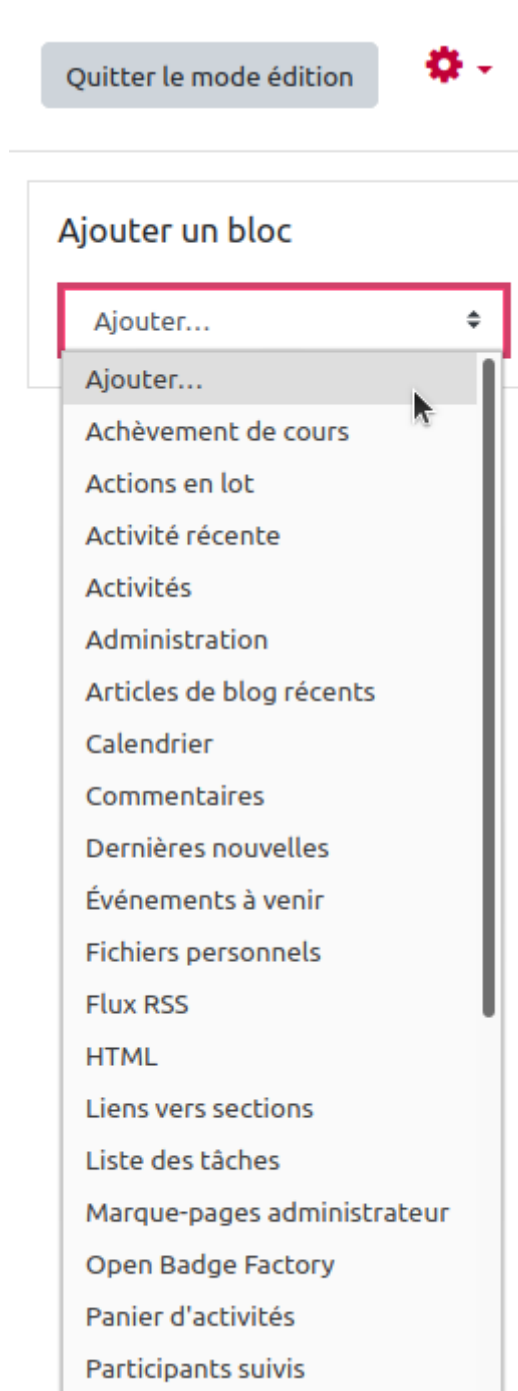 Quitter le mode édition
Ajouter un bloc
Ajouter...
Ajouter...
Achèvement de cours
Actions en lot
Activité récente
Activités
Administration
Articles de blog récents
Calendrier
Commentaires
Dernières nouvelles
Événements à venir
Fichiers personnels
Flux RSS
HTML
Liens vers sections
Liste des tâches
Marque-pages administrateur
Open Badge Factory
Panier d'activités
Participants suivis